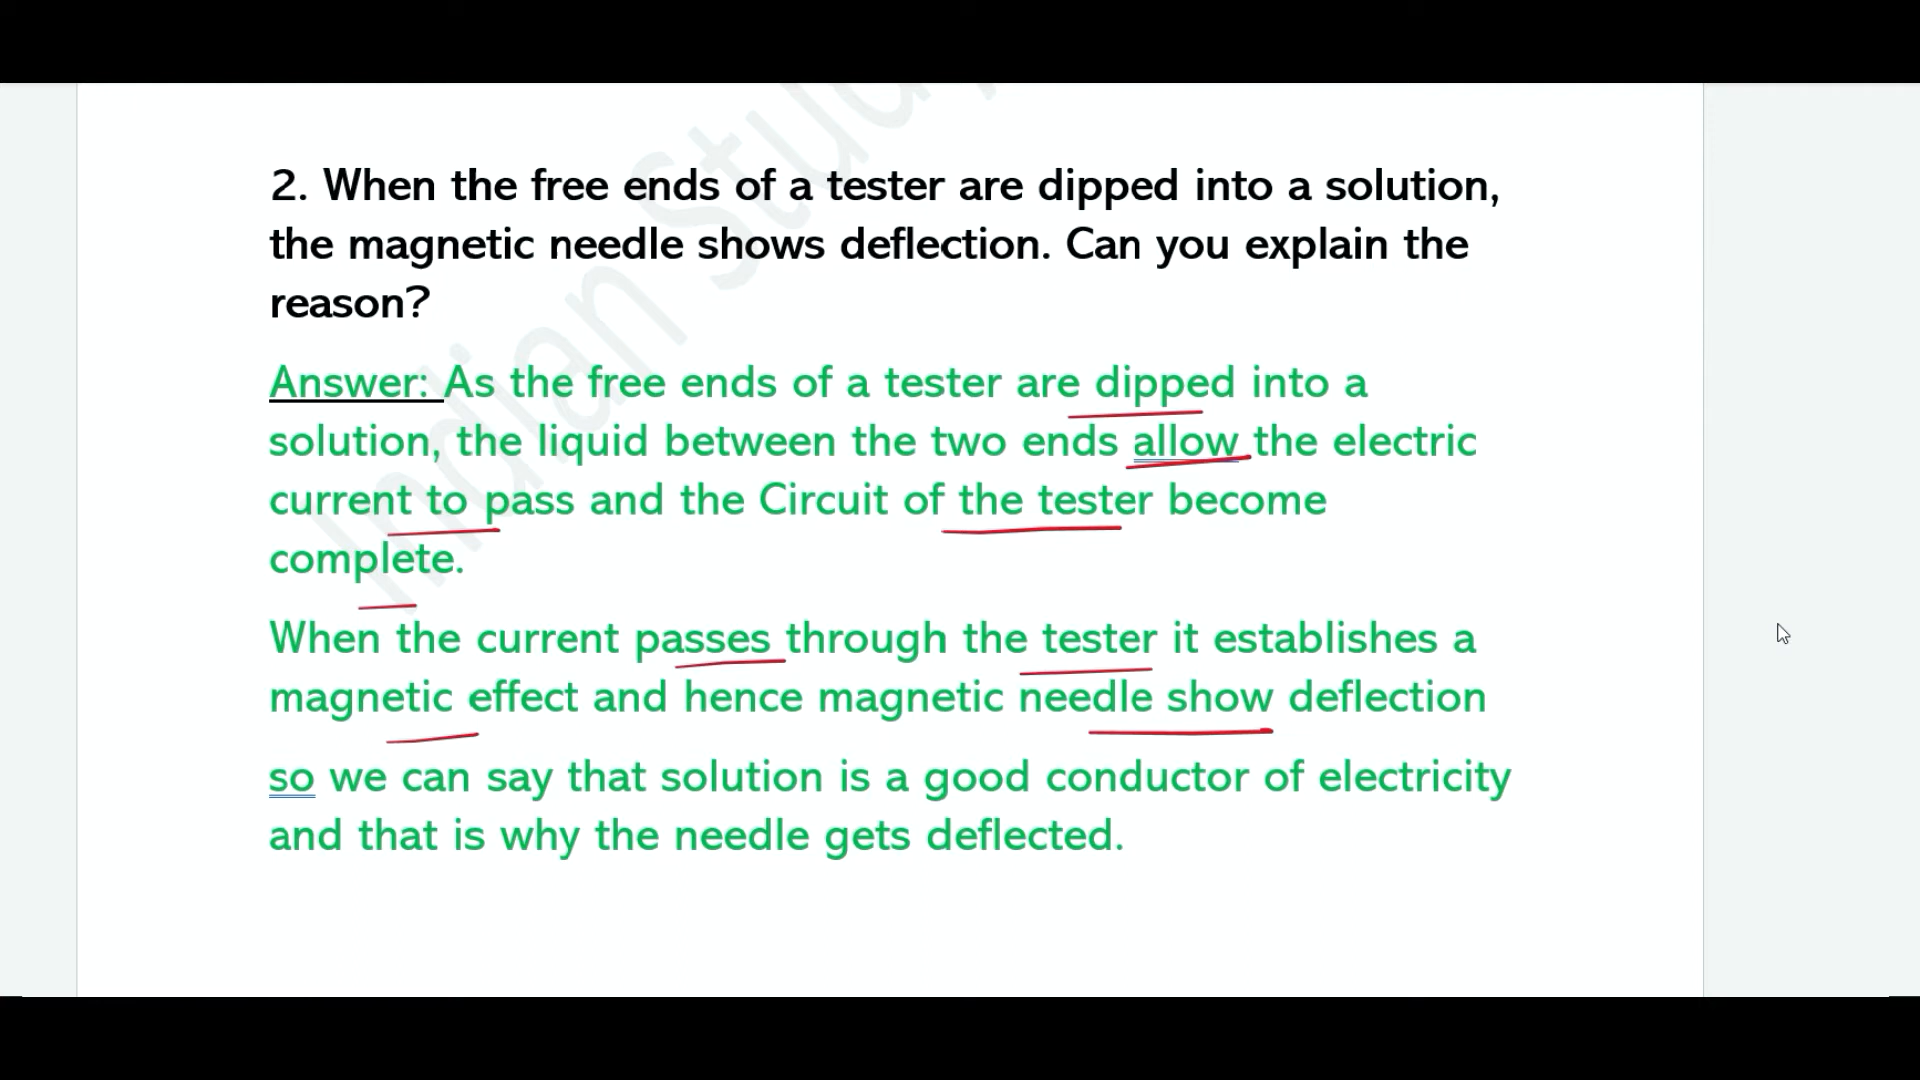 2. When the free ends of a tester are dipped into a solution,
the magnetic needle shows deflection. Can you explain the
reason?
Answer: As the free ends of a tester are dipped into a
solution, the liquid between the two ends allow the electric
current to pass and the Circuit of the tester become
complete.
When the current passes through the tester it establishes a
magnetic effect and hence magnetic needle show deflection
so we can say that solution is a good conductor of electricity
and that is why the needle gets deflected.
Indian